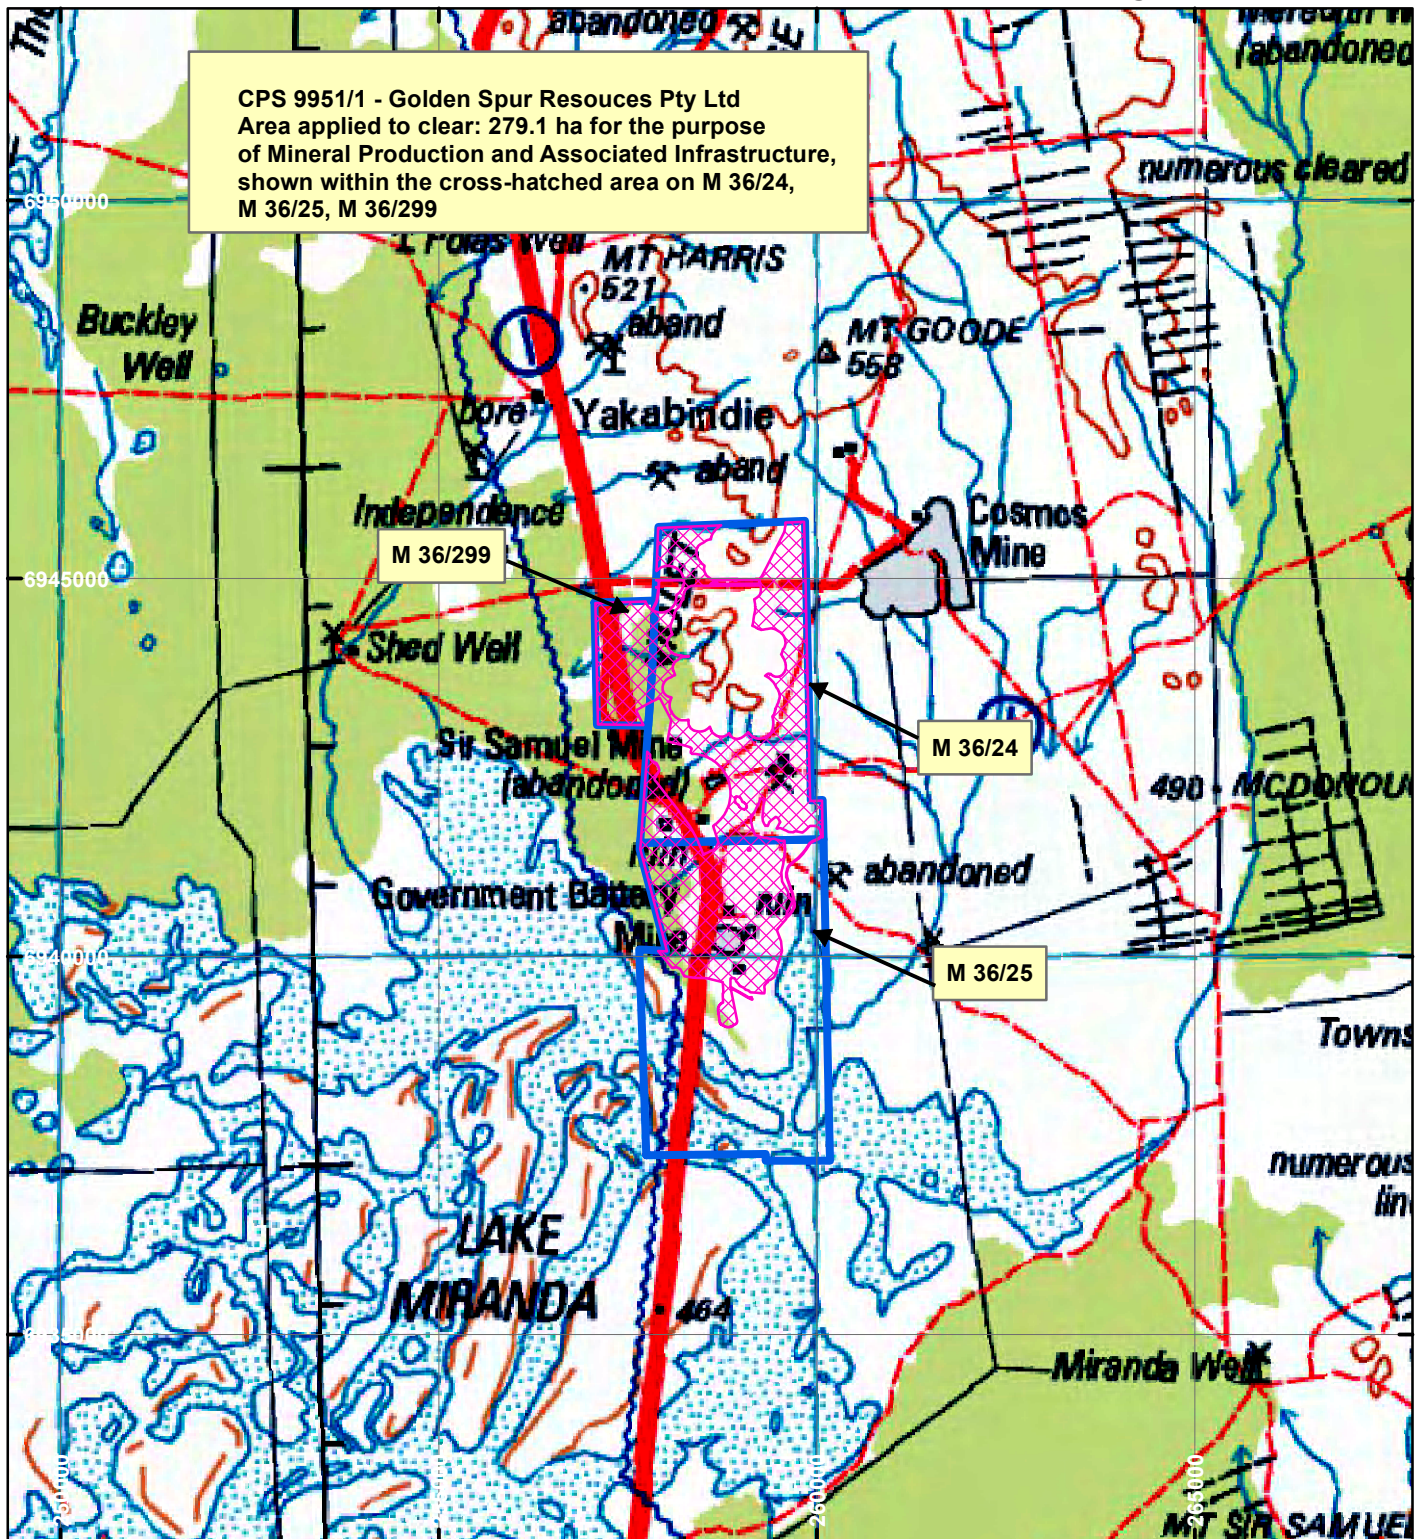 abandoned
(abandoned
CPS 9951/1 - Golden Spur Resouces Pty Ltd
Area applied to clear: 279.1 ha for the purpose
of Mineral Production and Associated Infrastructure,
shown within the cross-hatched area on M 36/24,
M 36/25, M 36/299
numerous cleared
6950000
Well
MT HARRIS
521
Buckley
Well
aband
MT GOODE
558
bore
Yakabindie
aband
Independence
Cosmos
Mine
M 36/299
6945000
Shed Well
Sir Samuel Mine
(abandoned)
M 36/24
490
abandoned
Government Battery
Min
Mine
6940000
M 36/25
numerous
LAKE
MIRANDA
464
Miranda Well
260000
265000
MT SIR SAMUEL